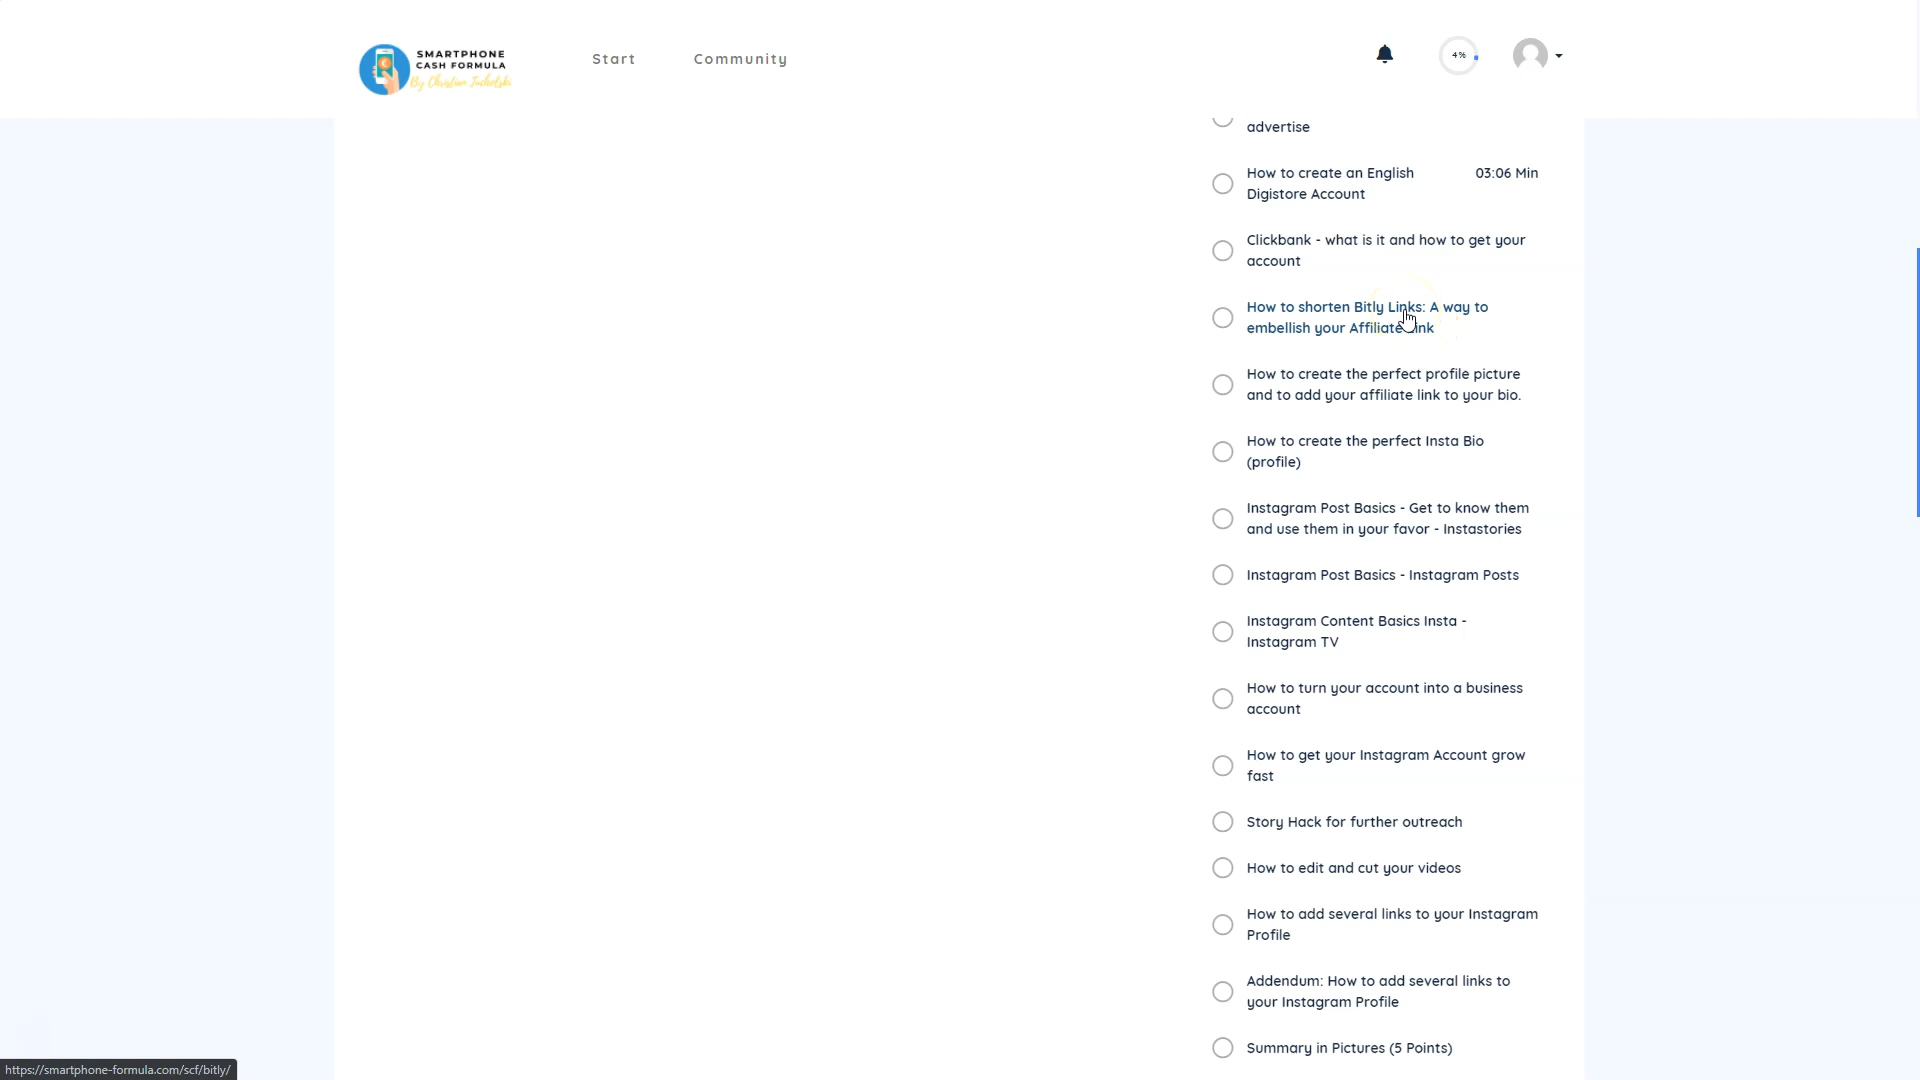 SMARTPHONE
CASH FORMULA
By Christian Jucholski
Start
Community
4%
advertise
How to create an English
03:06 Min
Digistore Account
Clickbank - what is it and how to get your
account
How to shorten Bitly Links: A way to
embellish your Affiliate Link
How to create the perfect profile picture
and to add your affiliate link to your bio.
How to create the perfect Insta Bio
(profile)
Instagram Post Basics - Get to know them
and use them in your favor - Instastories
Instagram Post Basics - Instagram Posts
Instagram Content Basics Insta -
Instagram TV
How to turn your account into a business
account
How to get your Instagram Account grow
fast
Story Hack for further outreach
How to edit and cut your videos
How to add several links to your Instagram
Profile
Addendum: How to add several links to
your Instagram Profile
Summary in Pictures (5 Points)
https://smartphone-formula.com/scf/bitly/